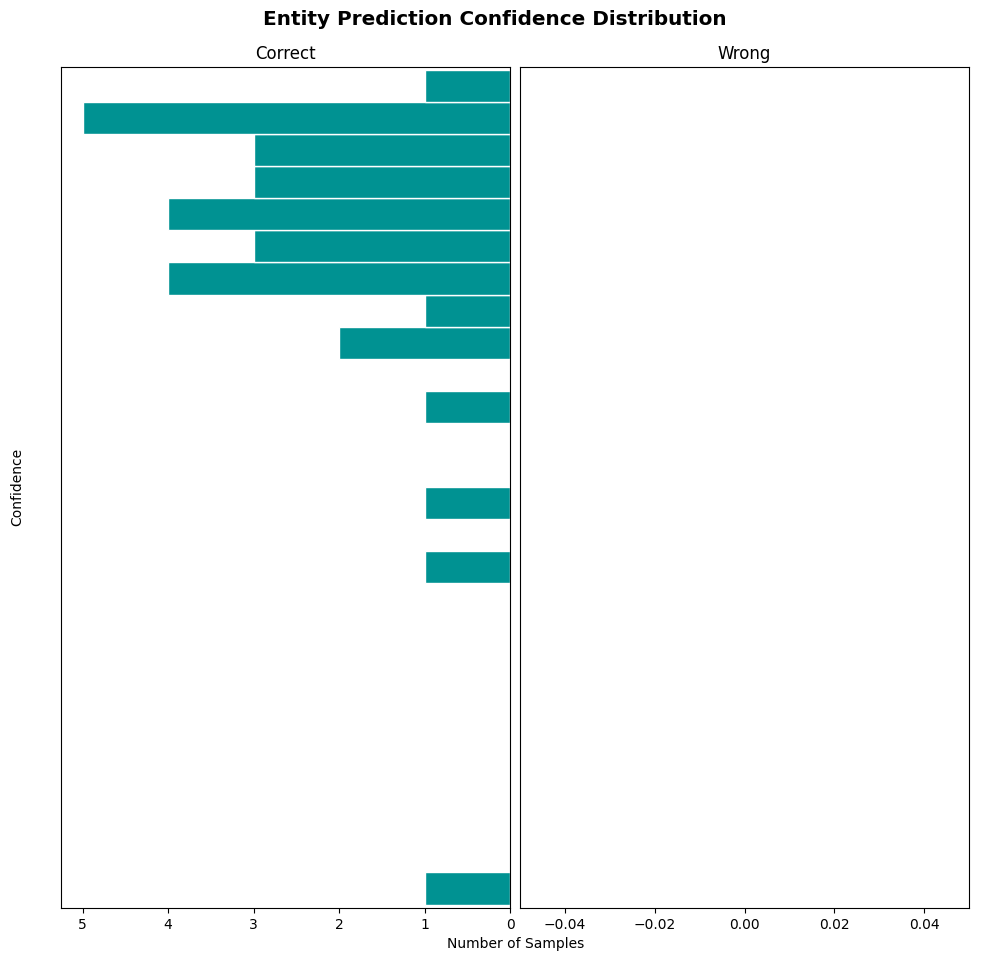 Entity Prediction Confidence Distribution
Correct
Wrong
Confidence
5 4 3 2 1 0
−0.04 −0.02 0.00 0.02 0.04
Number of Samples